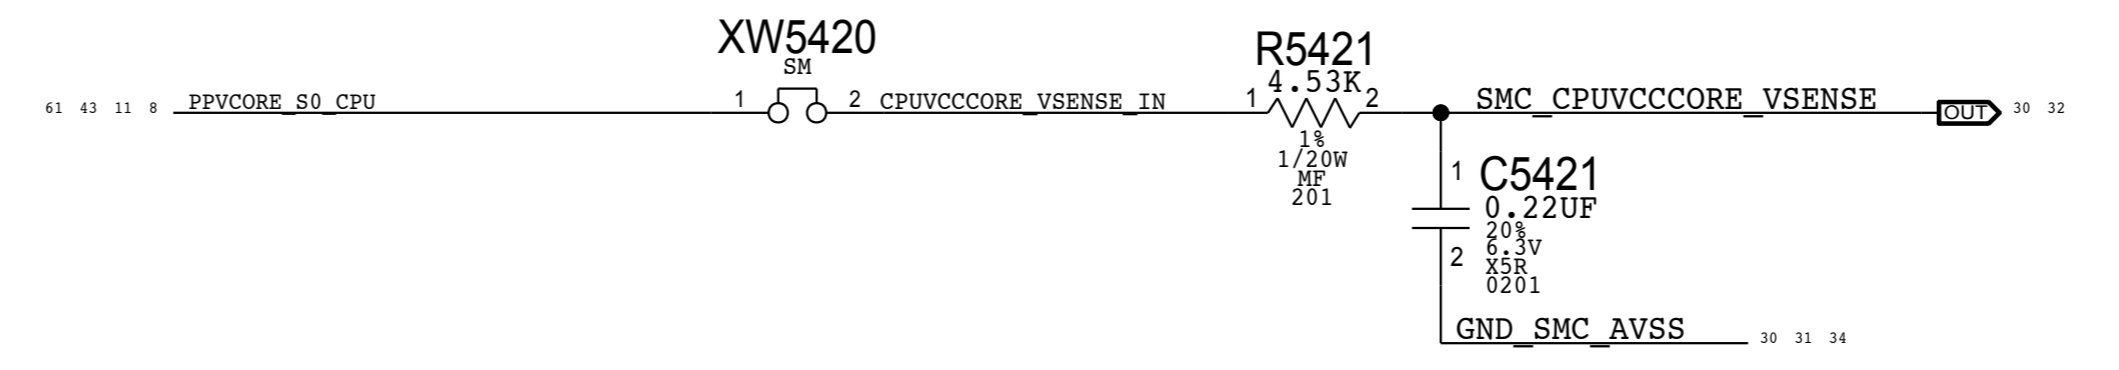 XW5420
SM
61 43 11 8 PPVCORE_S0_CPU 1 2 CPUVCCCORE_VSENSE_IN
R5421
4.53K
1 2
1%
1/20W
MF
201
SMC_CPUVCCCORE_VSENSE OUT 30 32
1 C5421
0.22UF
20%
6.3V
2 X5R
0201
GND_SMC_AVSS 30 31 34